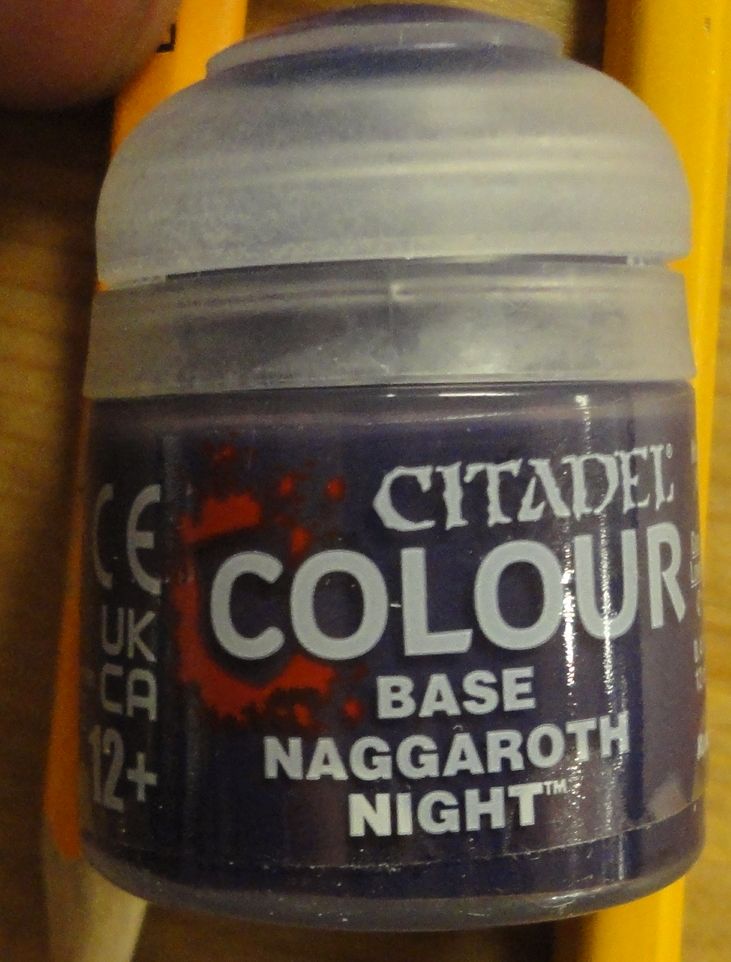 CITADEL
COLOUR
BASE
NAGGAROTH
NIGHT™
CE
UK
CA
12+